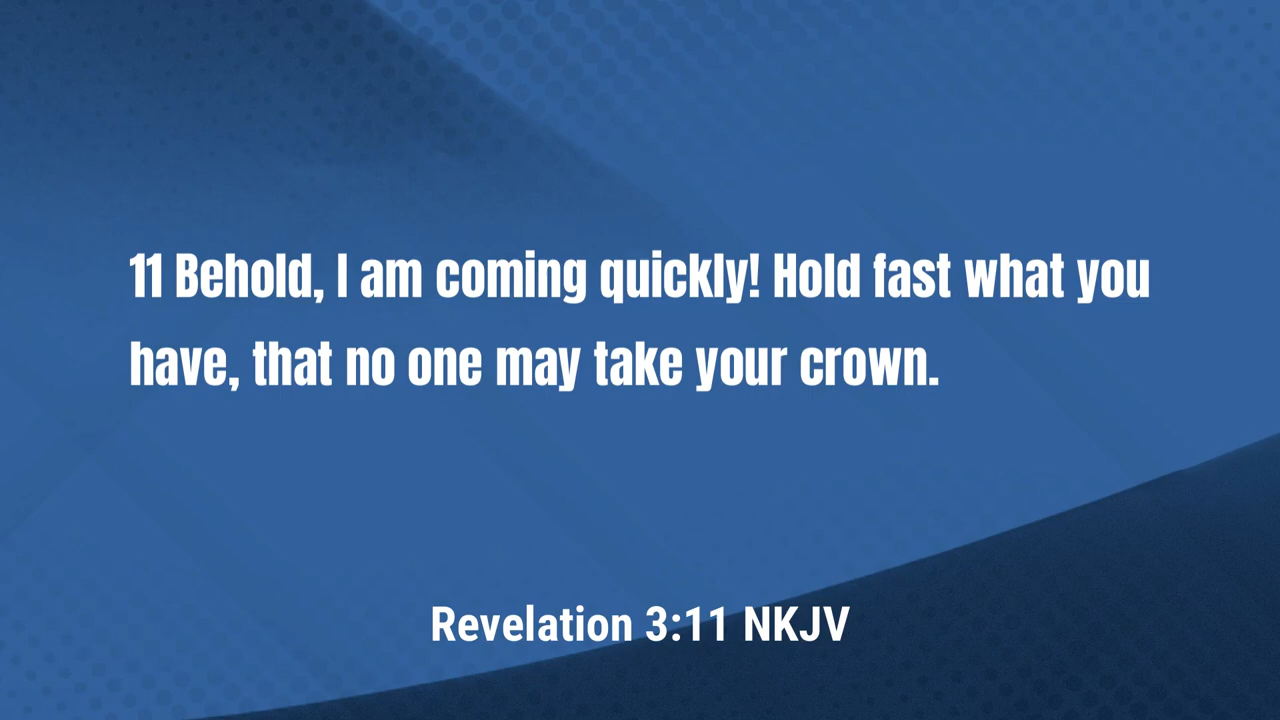 11 Behold, I am coming quickly! Hold fast what you
have, that no one may take your crown.
Revelation 3:11 NKJV